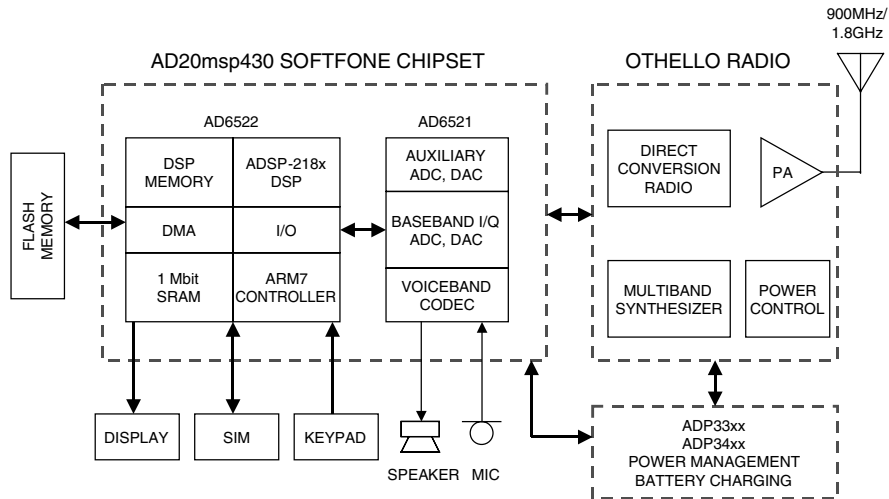 900MHz/
1.8GHz
AD20msp430 SOFTFONE CHIPSET
OTHELLO RADIO
AD6522
AD6521
FLASH
MEMORY
DSP
MEMORY
ADSP-218x
DSP
DMA
I/O
1 Mbit
SRAM
ARM7
CONTROLLER
AUXILIARY
ADC, DAC
BASEBAND I/Q
ADC, DAC
VOICEBAND
CODEC
DIRECT
CONVERSION
RADIO
PA
MULTIBAND
SYNTHESIZER
POWER
CONTROL
DISPLAY
SIM
KEYPAD
SPEAKER
MIC
ADP33xx
ADP34xx
POWER MANAGEMENT
BATTERY CHARGING